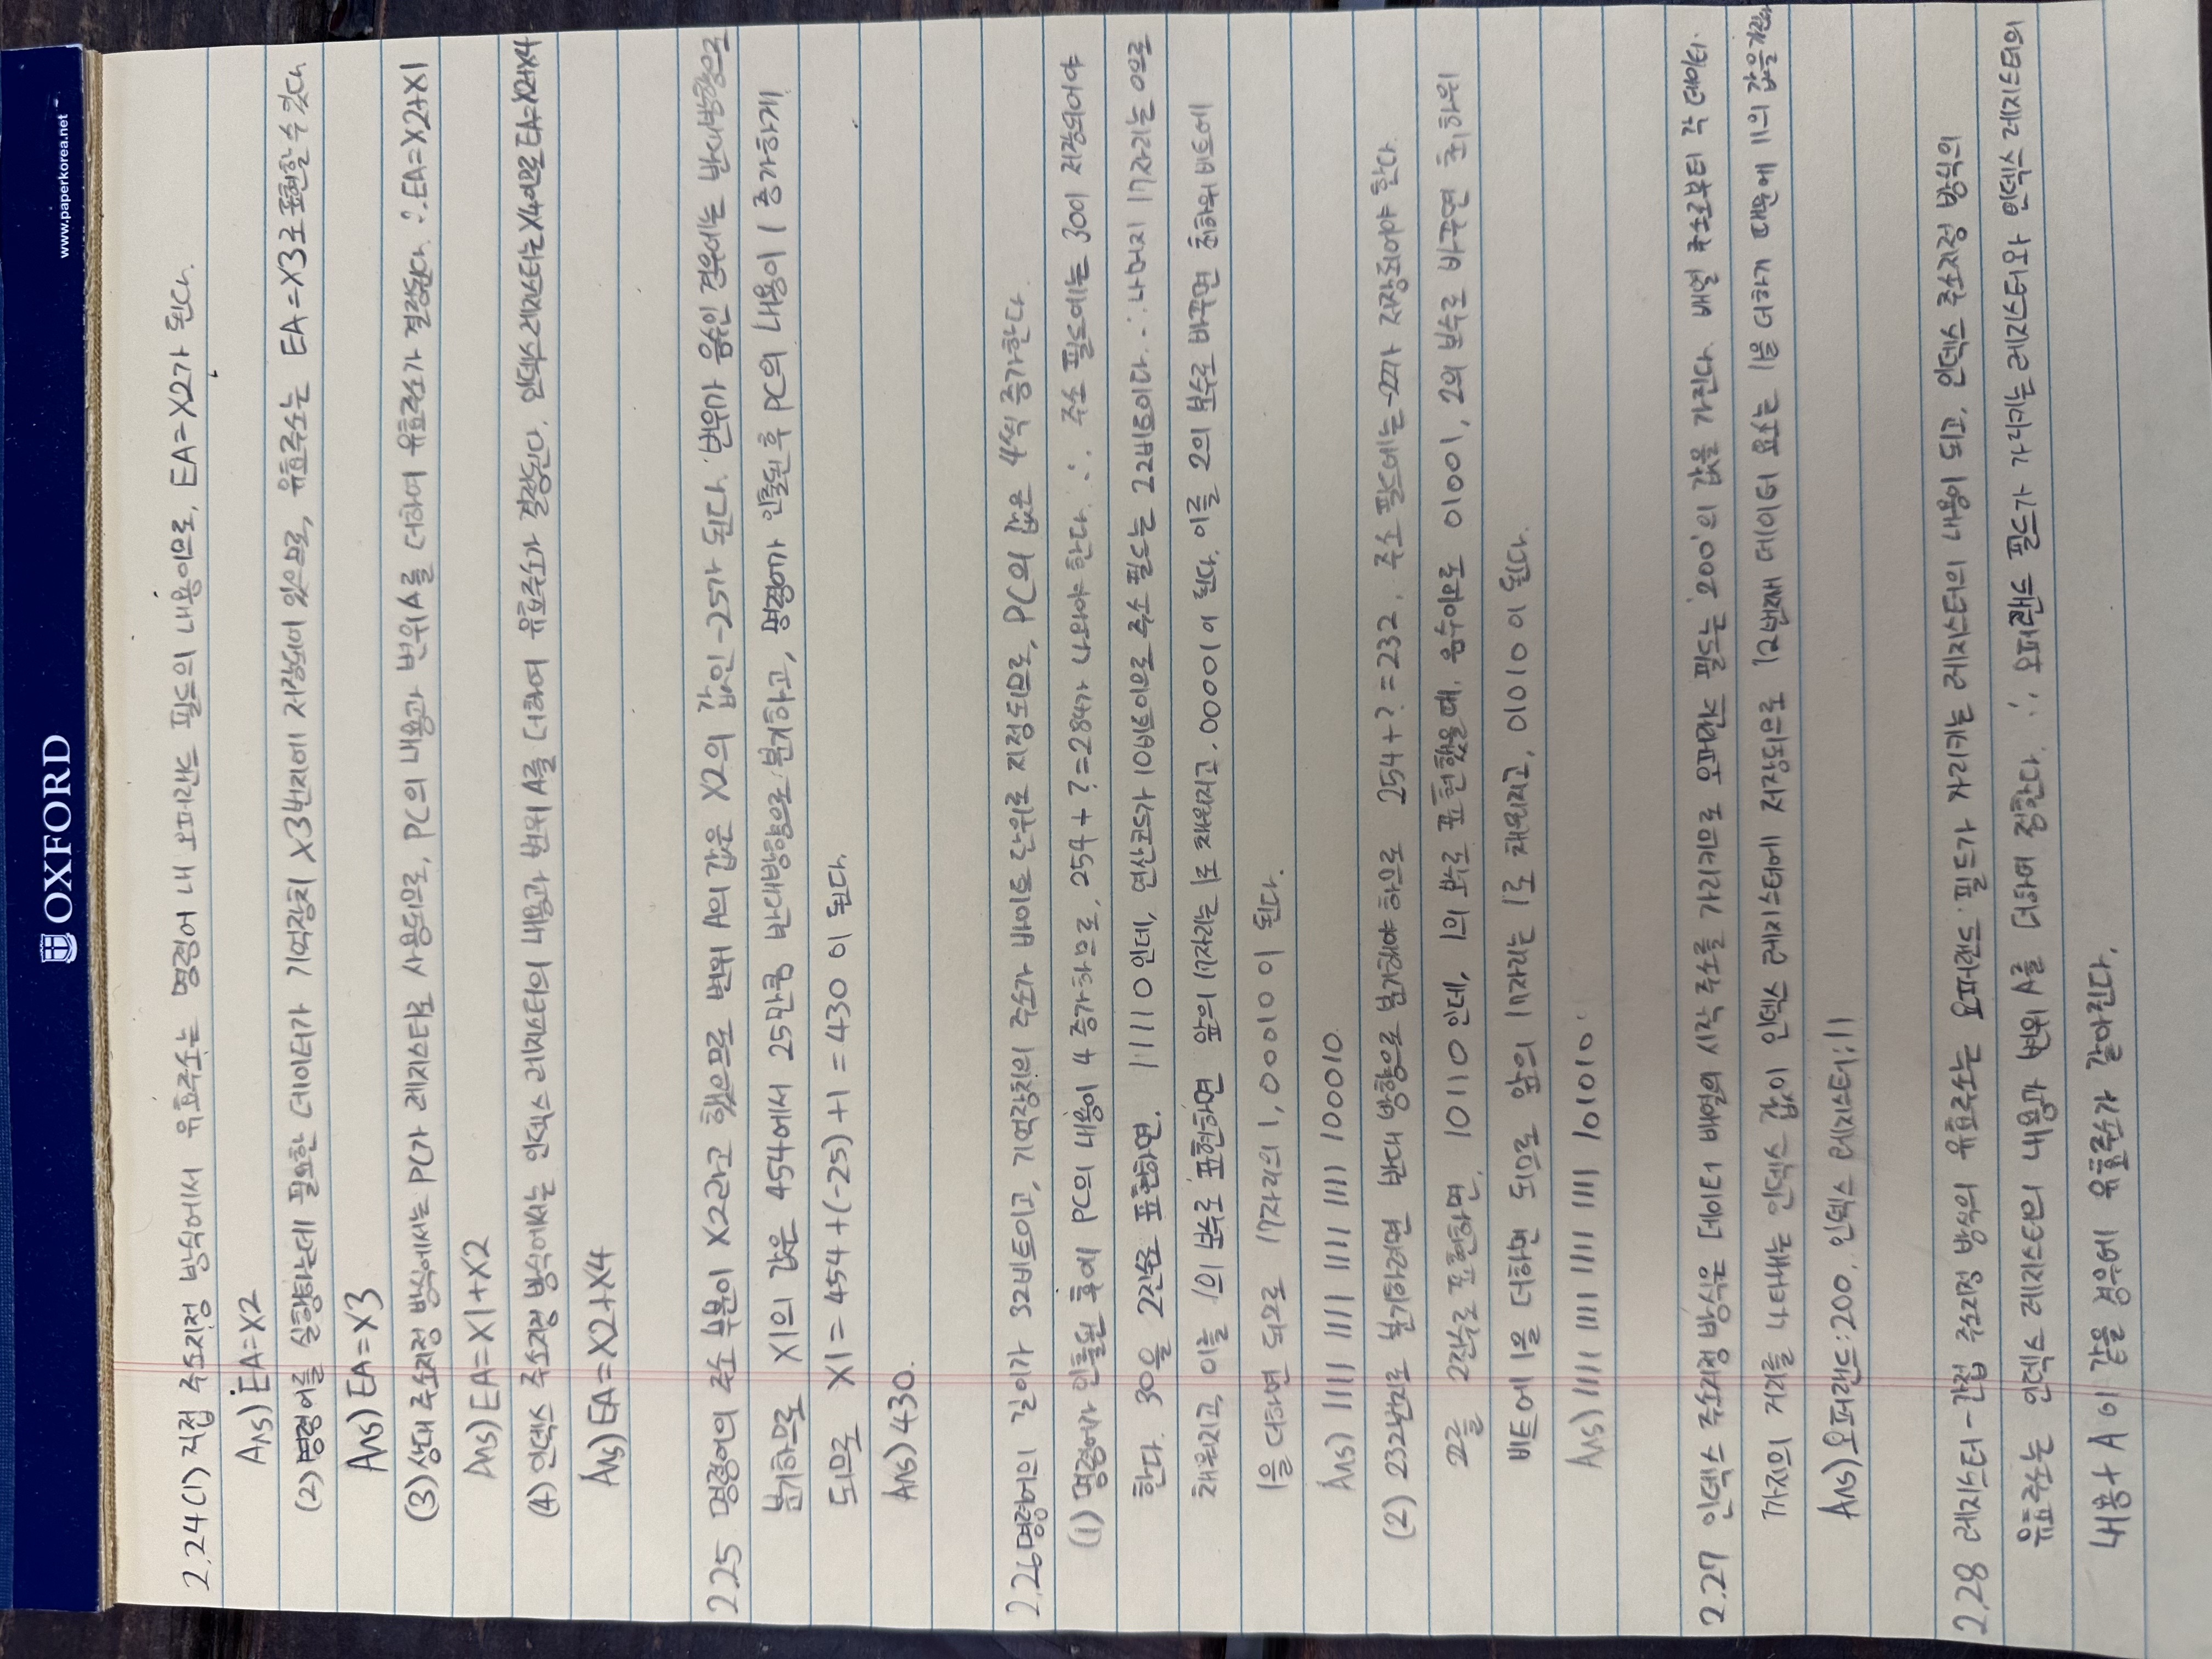 OXFORD
www.paperkorea.net
2.24 (1) 직접 주소지정 방식에서 유효주소는 명령어 내 오퍼랜드 필드의 내용이므로, EA=X2가 된다.
Ans) EA=X2
(2) 명령어를 실행하는데 필요한 데이터가 기억장치 X3번지에 저장되어 있으므로, 유효주소는 EA=X3로 표현할 수 있다
Ans) EA=X3
(3) 상대 주소지정 방식에서는 PC가 레지스터로 사용되므로, PC의 내용과 변위 A를 더하여 유효주소가 결정된다. ∴EA=X2+X1
Ans) EA=X1+X2
(4) 인덱스 주소지정 방식에서는 인덱스 레지스터의 내용과 변위 A를 더하여 유효주소가 결정된다. 인덱스 레지스터는 X4이므로 EA=X2+X4
Ans) EA=X2+X4
2.25 명령어의 주소 부분이 X2라고 했으므로 변위 A의 값은 X2의 값인 -25가 된다. 변위가 음수인 경우에는 반대방향으로
분기하므로 X1의 값은 454에서 25만큼 반대방향으로 분기하고, 명령어가 인출된 후 PC의 내용이 1 증가하게
되므로 X1 = 454 +(-25) +1 = 430 이 된다.
Ans) 430.
2.26 명령어의 길이가 32비트이고, 기억장치의 주소가 바이트 단위로 지정되므로, PC의 값은 4씩 증가한다.
(1) 명령어가 인출된 후에 PC의 내용이 4 증가하므로, 254 + ? = 284가 나와야 한다. ∴ 주소 필드에는 30이 저장되어야
한다. 30을 2진수로 표현하면. 11110 인데, 연산코드가 10비트이므로 주소 필드는 22비트이다. ∴ 나머지 17자리는 0으로
채워지고, 이를 1의 보수로 표현하면 앞의 17자리는 1로 채워지고, 00001이 된다. 이를 2의 보수로 바꾸면 최하위 비트에
1을 더하면 되므로 17자리의 1, 00010 이 된다.
Ans) 1111 1111 1111 1111 100010
(2) 232번지로 분기하려면 반대 방향으로 분기해야 하므로 254 + ? = 232, 주소 필드에는 -22가 저장되어야 한다.
22를 2진수로 표현하면, 10110 인데, 1의 보수로 표현했을 때, 음수이므로 01001, 2의 보수로 바꾸면 최하위
비트에 1을 더하면 되므로 앞의 17자리는 1로 채워지고, 01010 이 된다.
Ans) 1111 1111 1111 1111 101010
2.27 인덱스 주소지정 방식은 데이터 배열의 시작 주소를 가리키므로 오퍼랜드 필드는 '200'의 값을 가진다. 배열 주소로부터 각 데이터
까지의 거리를 나타내는 인덱스 값이 인덱스 레지스터에 저장되므로 12번째 데이터 요소는 11을 더하기 때문에 11의 값을 가진다
Ans) 오퍼랜드:200, 인덱스 레지스터:11
2.28 레지스터-간접 주소지정 방식의 유효주소는 오퍼랜드 필드가 가리키는 레지스터의 내용이 되고, 인덱스 주소지정 방식의
유효주소는 인덱스 레지스터의 내용과 변위 A를 더하여 정한다. ∴ 오퍼랜드 필드가 가리키는 레지스터와 인덱스 레지스터의
내용 + A 이 같을 경우에 유효주소가 같아진다.